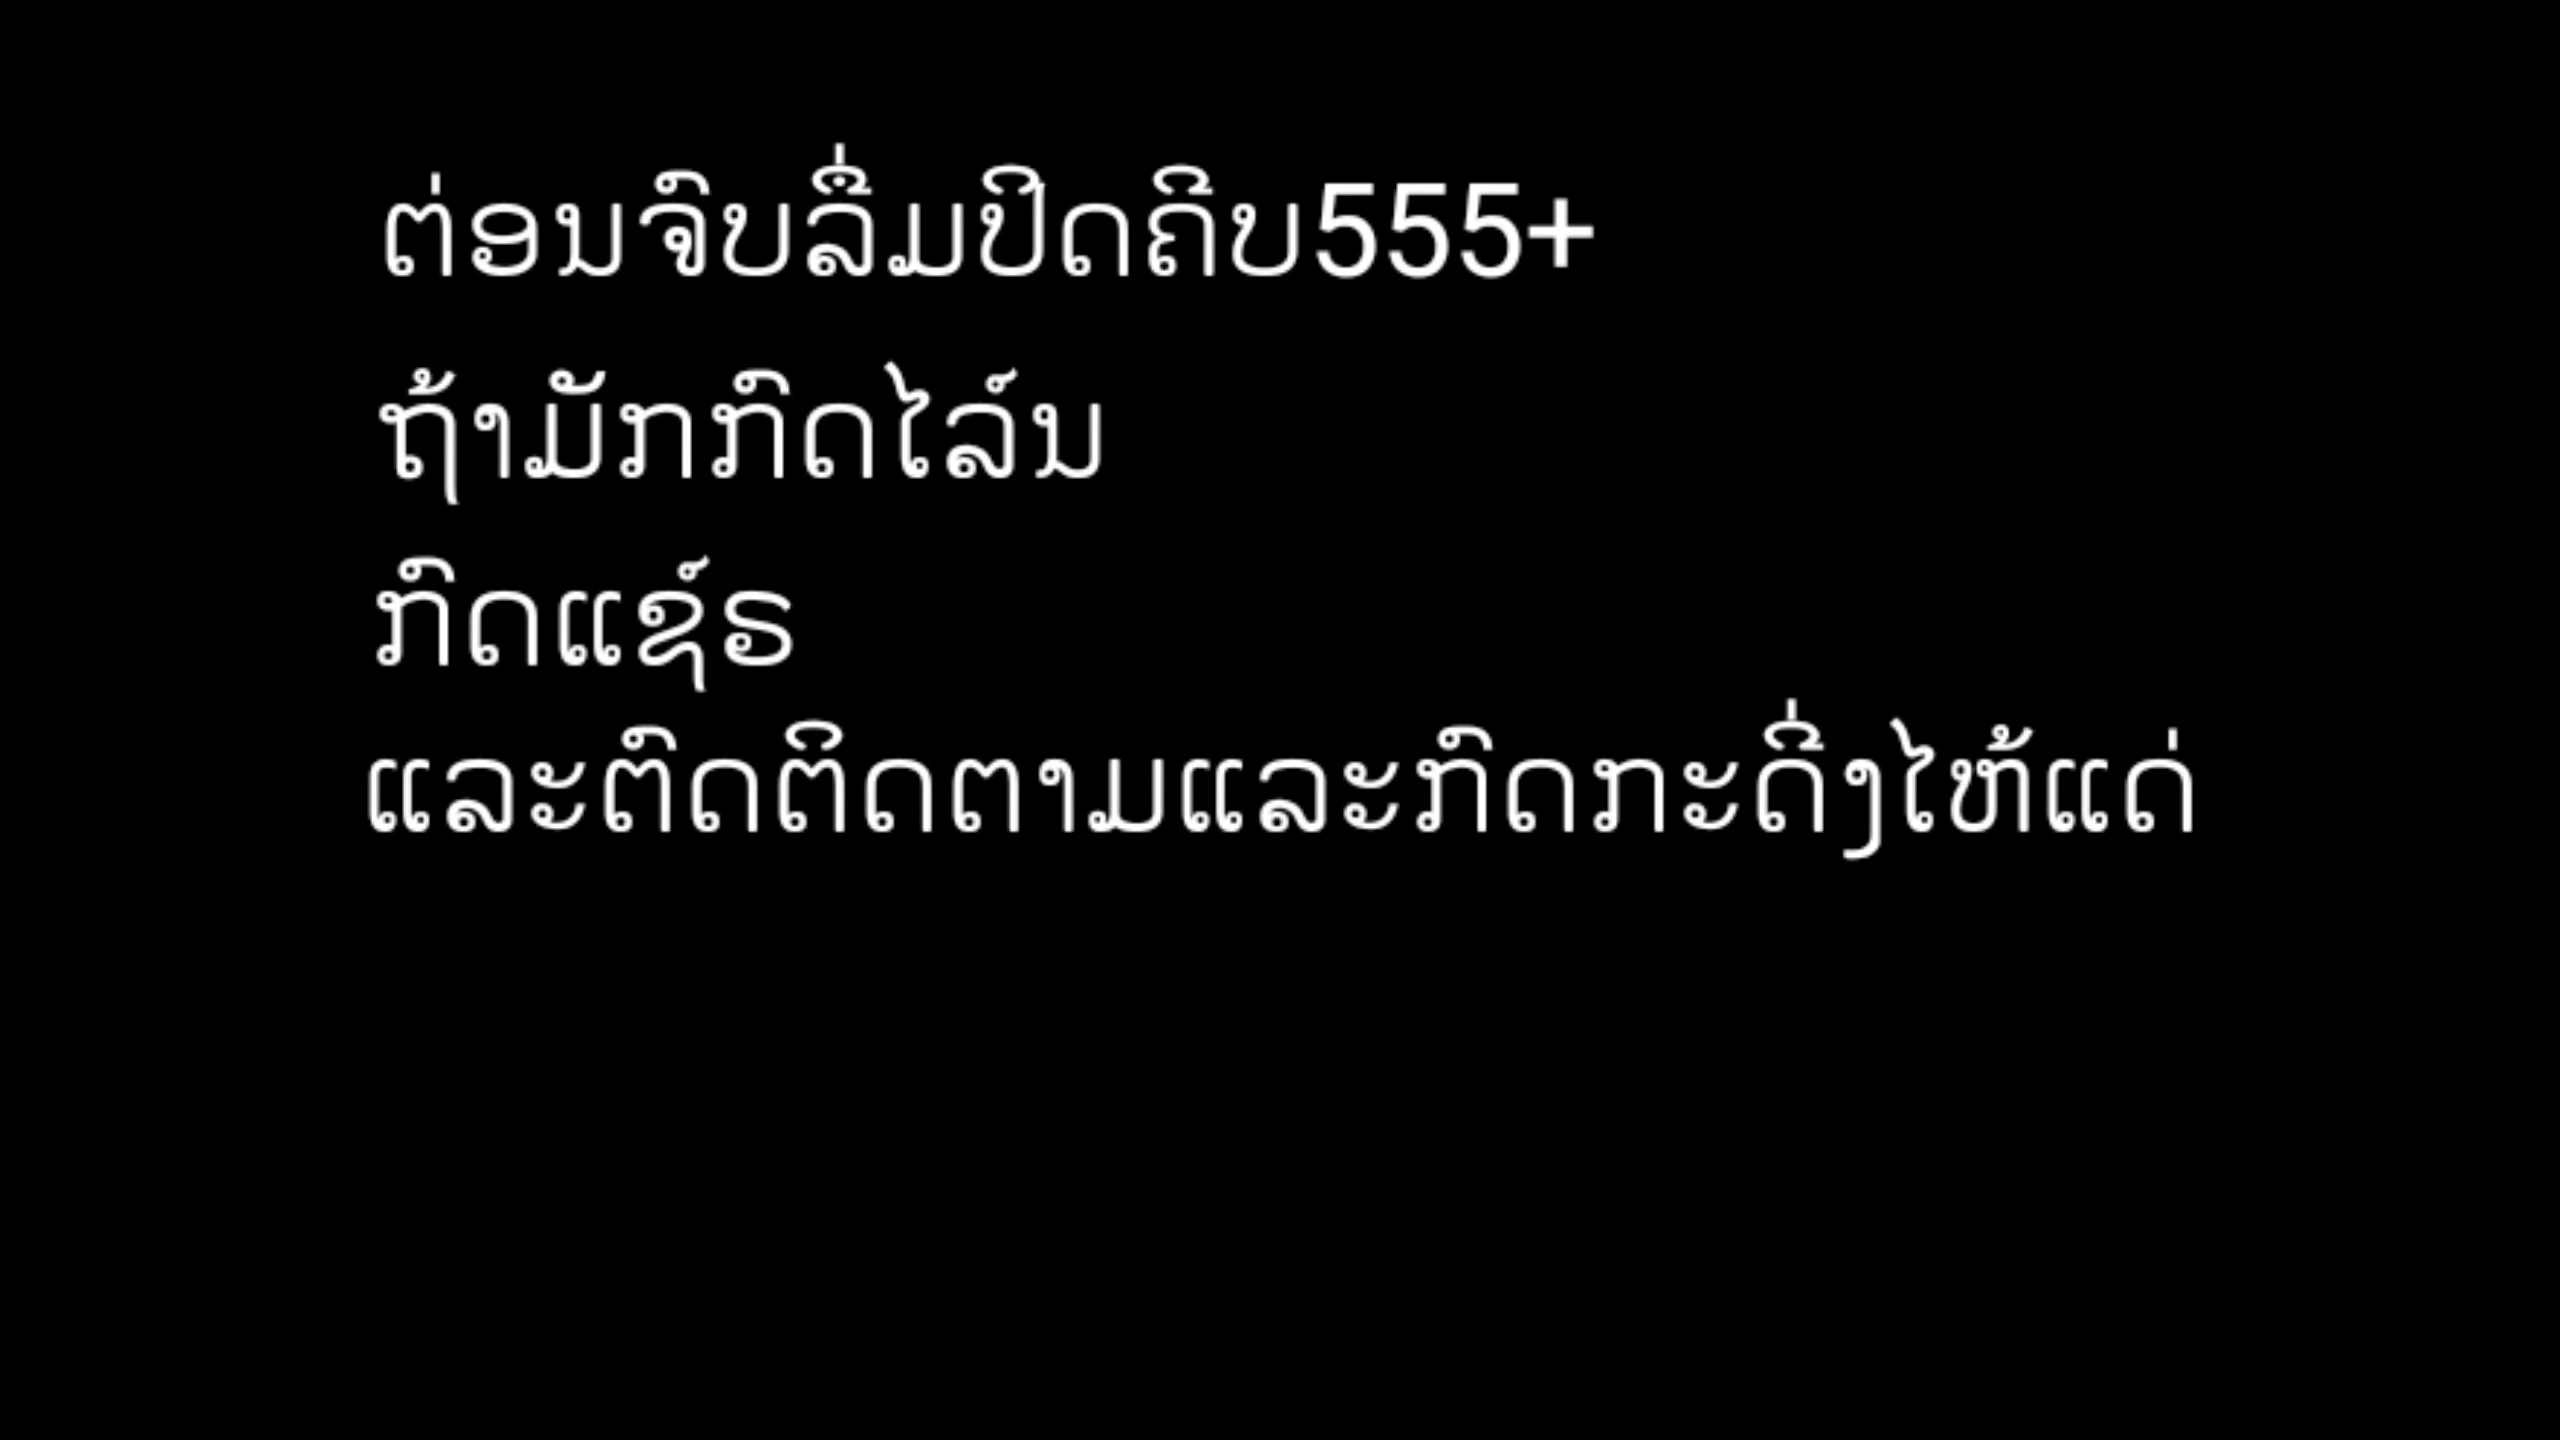 ຕ່ອນຈົບລື່ມປິດຄີບ555+
ຖ້າມັກກົດໄລ໌ນ
ກົດແຊ໌ຣ
ແລະຕົດຕິດຕາມແລະກົດກະດິ່ງໄຫ້ແດ່